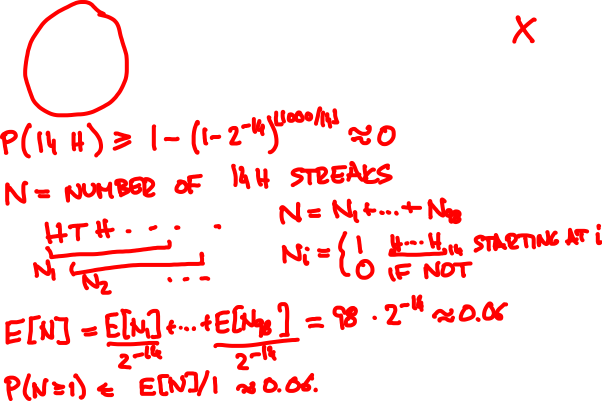 X
P(14 H) ≥ 1 - (1 - 2^-14)^⌊1000/14⌋ ≈ 0
N = NUMBER OF 14 H STREAKS
HTH · · · · ·
N1
N2 · · ·
N = N1 + ... + N98
Ni = { 1 H...H 14 STARTING AT i
0 IF NOT
E[N] = E[N1] + ... + E[N98] = 98 · 2^-14 ≈ 0.06
2^-14 2^-14
P(N ≥ 1) ≤ E[N]/1 ≈ 0.06.